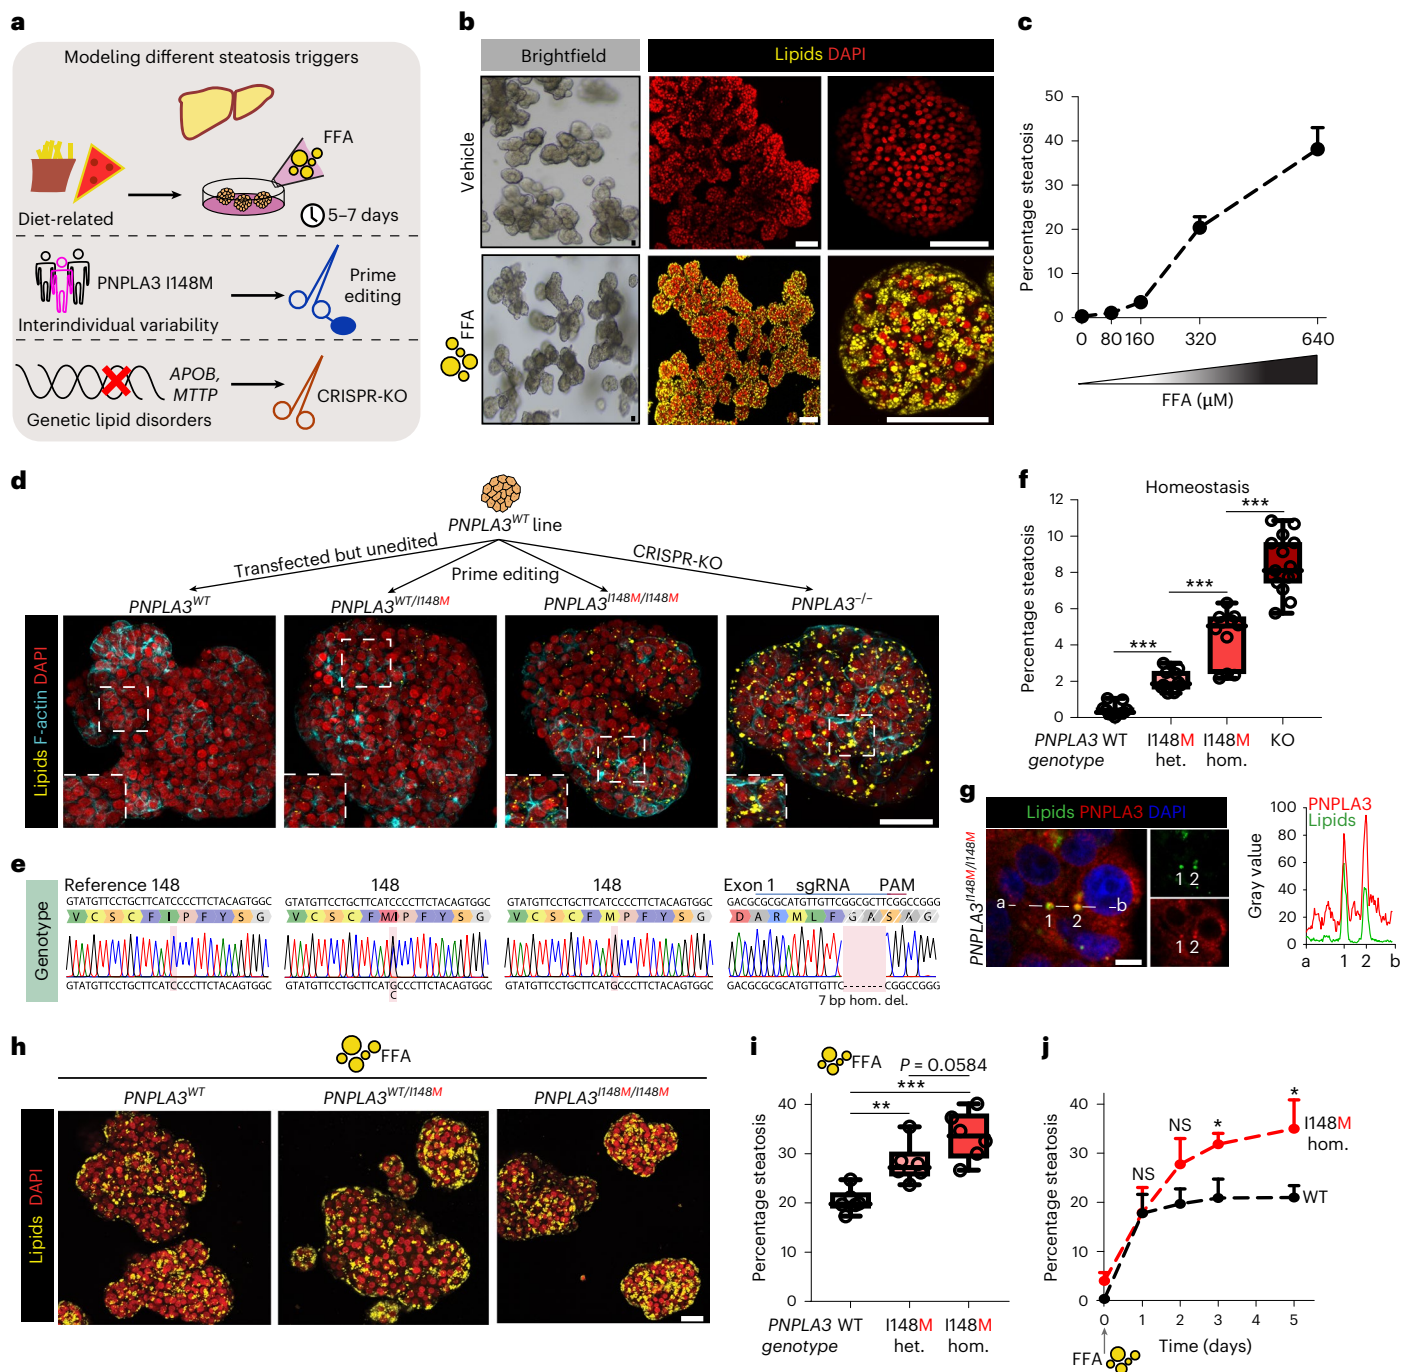 a
Modeling different steatosis triggers
FFA
5–7 days
Diet-related
PNPLA3 I148M
Prime
editing
Interindividual variability
APOB,
MTTP
CRISPR-KO
Genetic lipid disorders
b
Brightfield
Lipids DAPI
Vehicle
FFA
c
Percentage steatosis
50
40
30
20
10
0
0 80 160 320 640
FFA (µM)
d
PNPLA3WT line
Transfected but unedited
Prime editing
CRISPR-KO
PNPLA3WT
PNPLA3WT/I148M
PNPLA3I148M/I148M
PNPLA3−/−
Lipids F-actin DAPI
e
Genotype
Reference 148
GTATGTTCCTGCTTCATCCCCTTCTACAGTGGC
V C S C F I P F Y S G
GTATGTTCCTGCTTCATCCCCTTCTACAGTGGC
148
GTATGTTCCTGCTTCATCCCCTTCTACAGTGGC
V C S C F M I P F Y S G
GTATGTTCCTGCTTCATGCCCTTCTACAGTGGC
C
148
GTATGTTCCTGCTTCATCCCCTTCTACAGTGGC
V C S C F M P F Y S G
GTATGTTCCTGCTTCATGCCCTTCTACAGTGGC
Exon 1 sgRNA PAM
GACGCGCGCATGTTGTTCGGCGCTTCGGCCGGG
D A R M L F G A S A G
GACGCGCGCATGTTGTTC-------CGGCCGGG
7 bp hom. del.
f
Homeostasis
Percentage steatosis
12
10
8
6
4
2
0
***
***
***
PNPLA3 WT I148M I148M KO
genotype het. hom.
g
PNPLA3I148M/I148M
Lipids PNPLA3 DAPI
a b
1 2
1 2
1 2
Gray value
100
80
60
40
20
0
PNPLA3
Lipids
a 1 2 b
h
FFA
PNPLA3WT
PNPLA3WT/I148M
PNPLA3I148M/I148M
Lipids DAPI
i
FFA
P = 0.0584
***
**
Percentage steatosis
40
30
20
10
0
PNPLA3 WT I148M I148M
genotype het. hom.
j
Percentage steatosis
40
30
20
10
0
NS
NS
*
*
I148M
hom.
WT
0 1 2 3 4 5
Time (days)
FFA